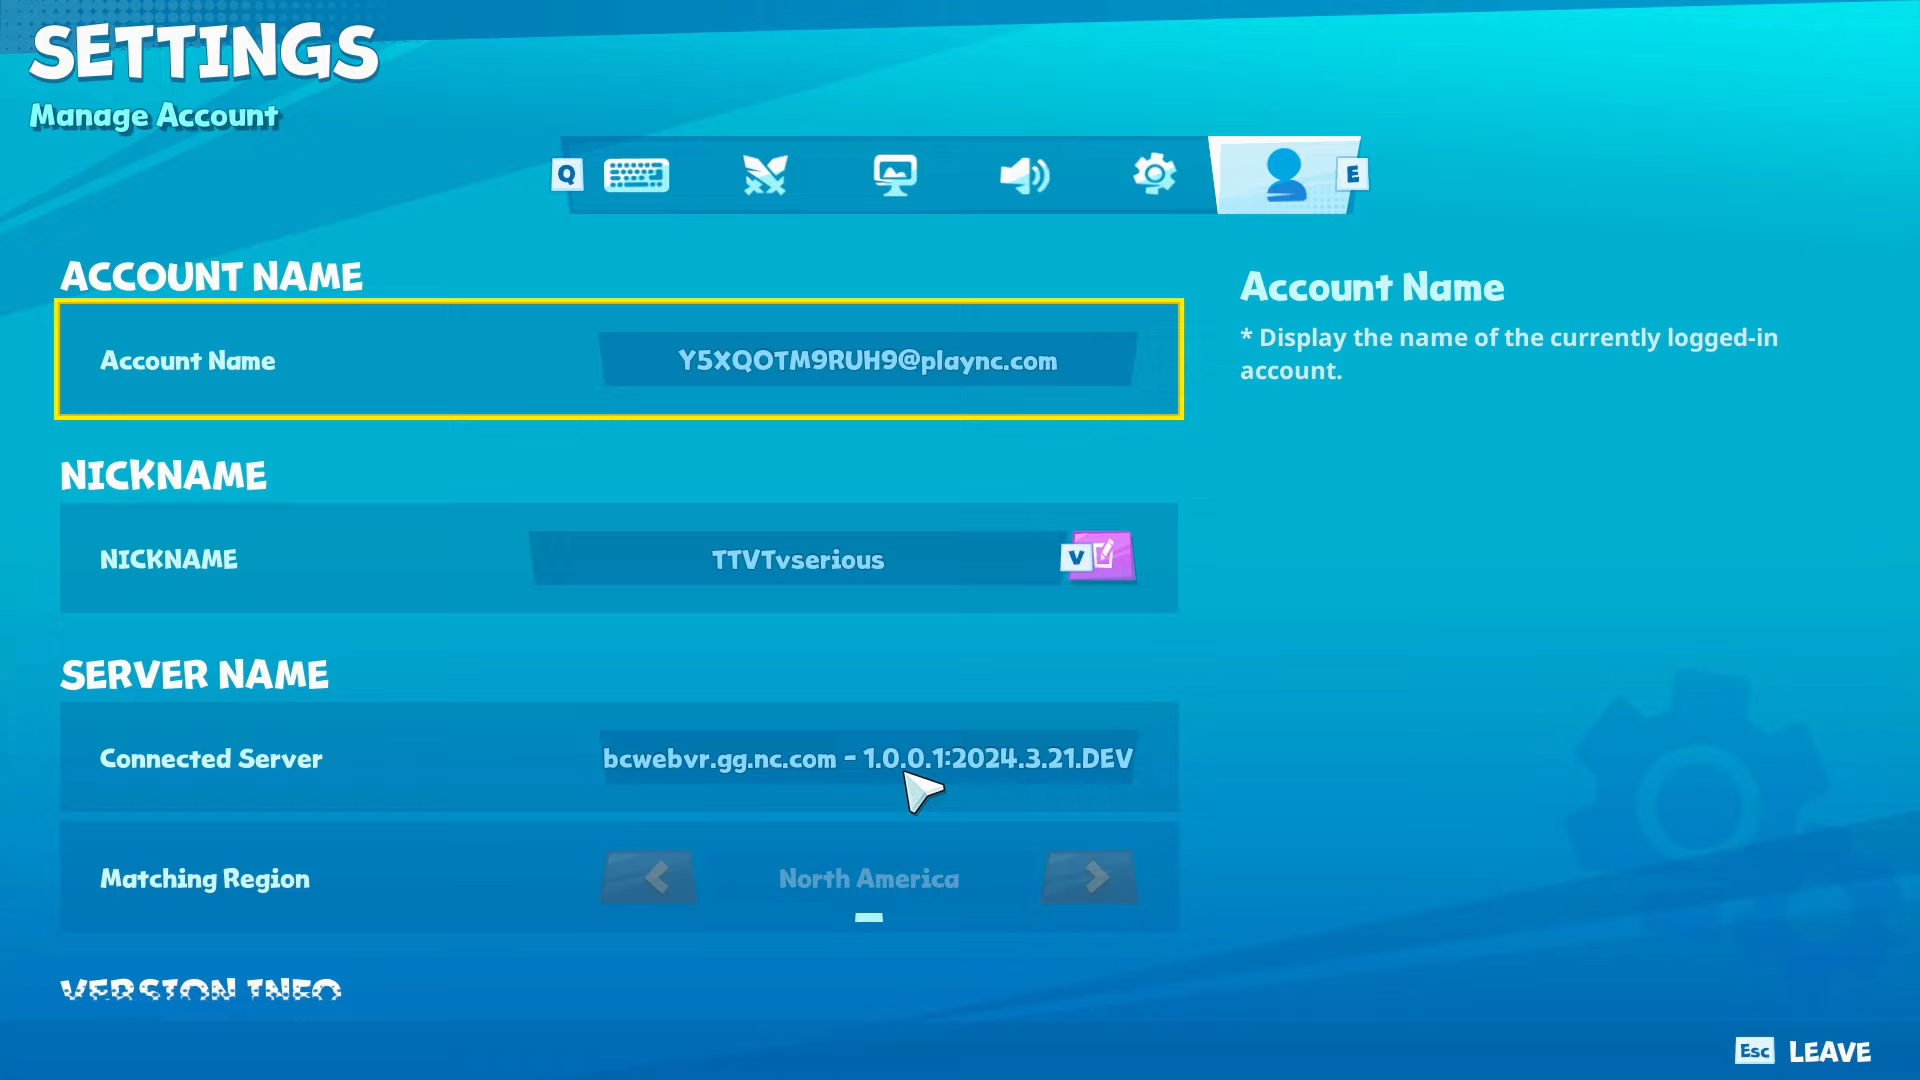 SETTINGS
Manage Account
Q
E
ACCOUNT NAME
Account Name
Y5XQOTM9RUH9@plaync.com
Account Name
* Display the name of the currently logged-in
account.
NICKNAME
NICKNAME
TTVTvserious
V
SERVER NAME
Connected Server
bcwebvr.gg.nc.com - 1.0.0.1:2024.3.21.DEV
Matching Region
North America
VERSION INFO
Esc LEAVE